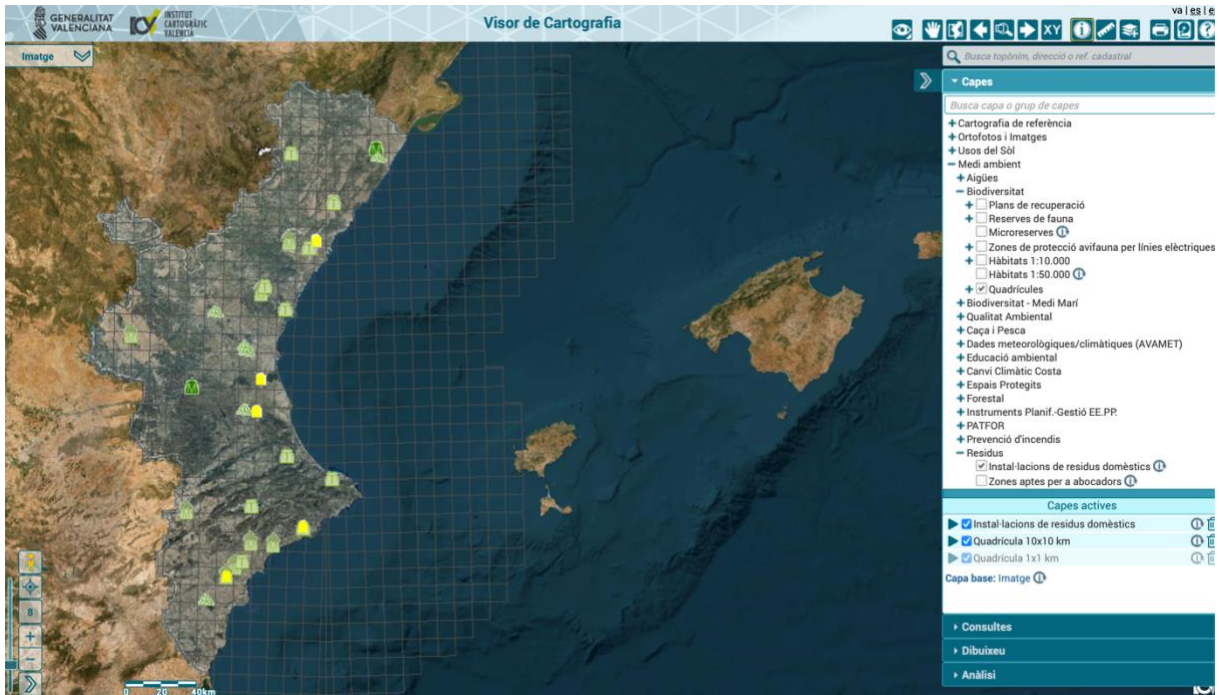 GENERALITAT
VALENCIANA
ICV
INSTITUT
CARTOGRÀFIC
VALENCIÀ
Visor de Cartografia
va | es | e
XY
Imatge
Busca topònim, direcció o ref. cadastral
Capes
Busca capa o grup de capes
Cartografia de referència
Ortofotos i Imatges
Usos del Sòl
Medi ambient
Aigües
Biodiversitat
Plans de recuperació
Reserves de fauna
Microreserves
Zones de protecció avifauna per línies elèctriques
Hàbitats 1:10.000
Hàbitats 1:50.000
Quadrícules
Biodiversitat - Medi Marí
Qualitat Ambiental
Caça i Pesca
Dades meteorològiques/climàtiques (AVAMET)
Educació ambiental
Canvi Climàtic Costa
Espais Protegits
Forestal
Instruments Planif.-Gestió EE.PP.
PATFOR
Prevenció d'incendis
Residus
Instal·lacions de residus domèstics
Zones aptes per a abocadors
Capes actives
Instal·lacions de residus domèstics
Quadrícula 10x10 km
Quadrícula 1x1 km
Capa base: Imatge
Consultes
Dibuixeu
Anàlisi
8
0 20 40km